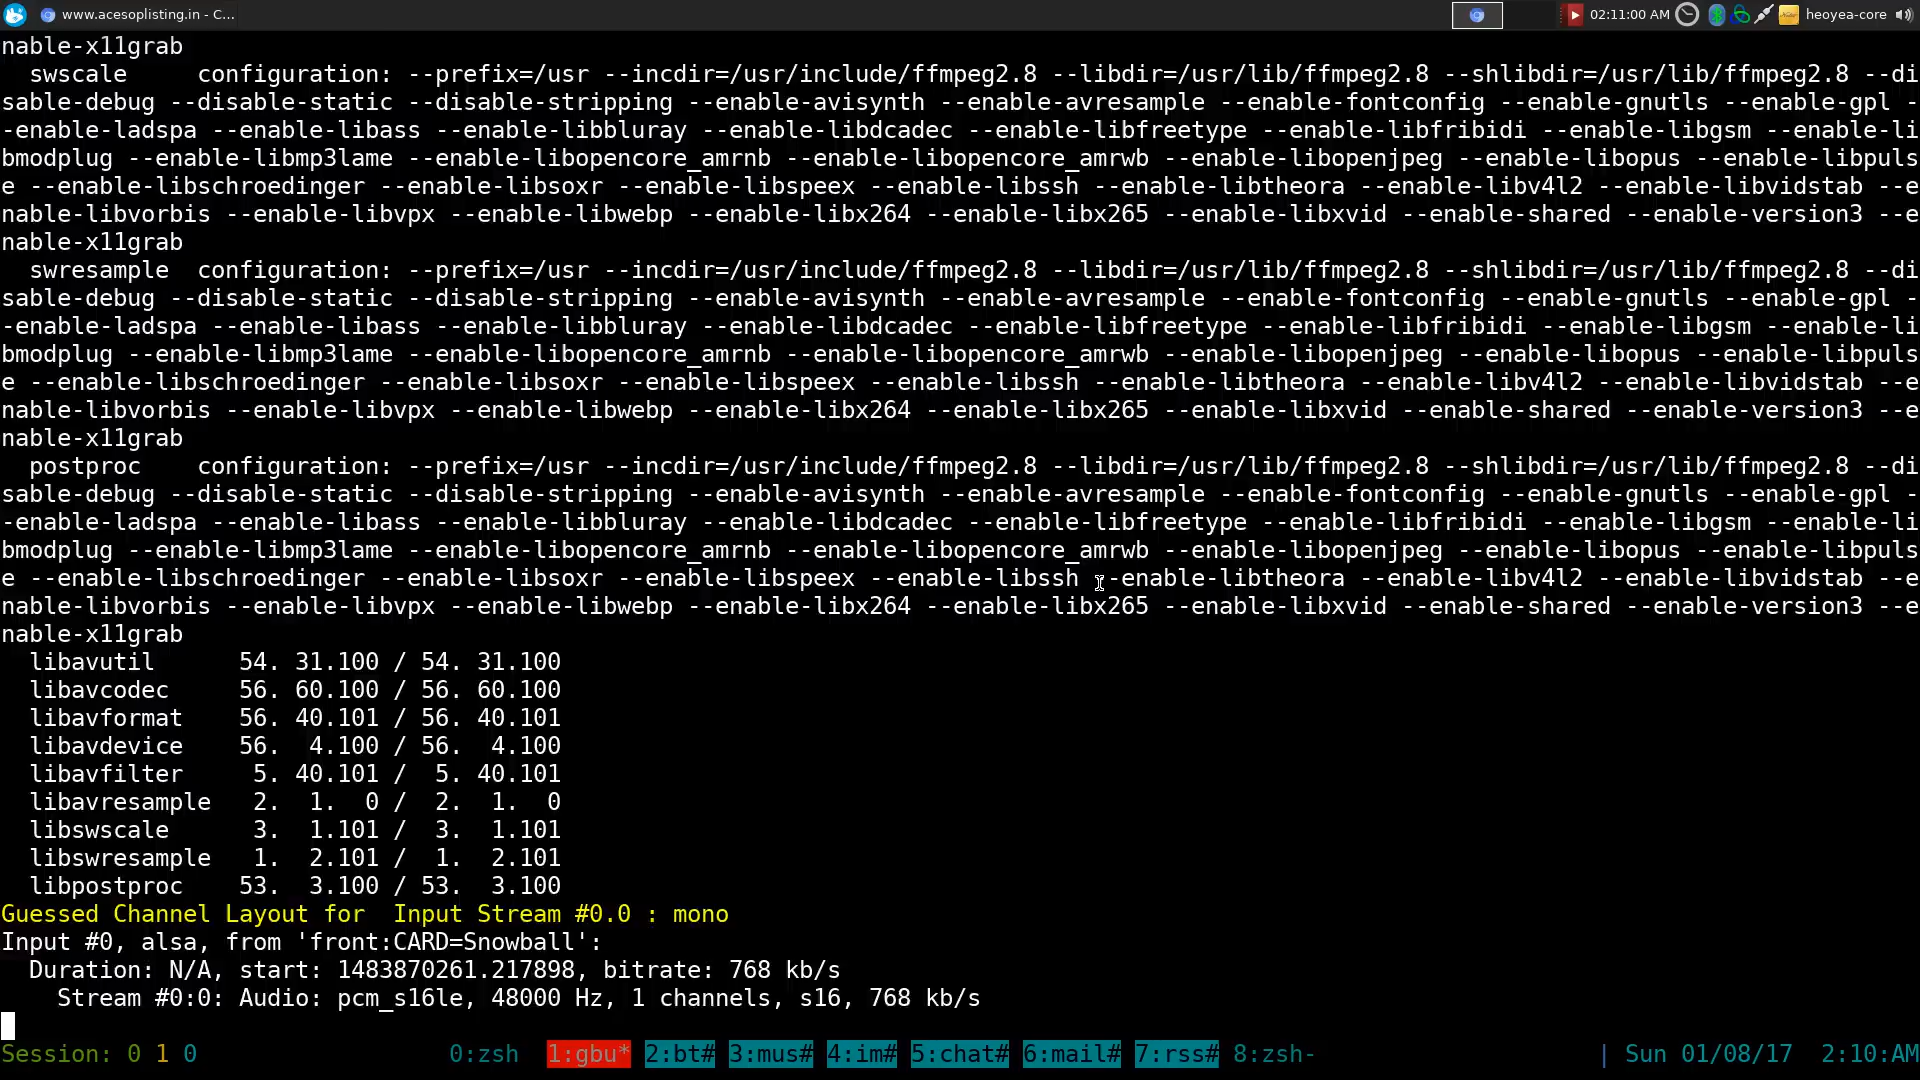 www.acesoplisting.in - C...
02:11:00 AM
heoyea-core
nable-x11grab
  swscale     configuration: --prefix=/usr --incdir=/usr/include/ffmpeg2.8 --libdir=/usr/lib/ffmpeg2.8 --shlibdir=/usr/lib/ffmpeg2.8 --di
sable-debug --disable-static --disable-stripping --enable-avisynth --enable-avresample --enable-fontconfig --enable-gnutls --enable-gpl -
-enable-ladspa --enable-libass --enable-libbluray --enable-libdcadec --enable-libfreetype --enable-libfribidi --enable-libgsm --enable-li
bmodplug --enable-libmp3lame --enable-libopencore_amrnb --enable-libopencore_amrwb --enable-libopenjpeg --enable-libopus --enable-libpuls
e --enable-libschroedinger --enable-libsoxr --enable-libspeex --enable-libssh --enable-libtheora --enable-libv4l2 --enable-libvidstab --e
nable-libvorbis --enable-libvpx --enable-libwebp --enable-libx264 --enable-libx265 --enable-libxvid --enable-shared --enable-version3 --e
nable-x11grab
  swresample  configuration: --prefix=/usr --incdir=/usr/include/ffmpeg2.8 --libdir=/usr/lib/ffmpeg2.8 --shlibdir=/usr/lib/ffmpeg2.8 --di
sable-debug --disable-static --disable-stripping --enable-avisynth --enable-avresample --enable-fontconfig --enable-gnutls --enable-gpl -
-enable-ladspa --enable-libass --enable-libbluray --enable-libdcadec --enable-libfreetype --enable-libfribidi --enable-libgsm --enable-li
bmodplug --enable-libmp3lame --enable-libopencore_amrnb --enable-libopencore_amrwb --enable-libopenjpeg --enable-libopus --enable-libpuls
e --enable-libschroedinger --enable-libsoxr --enable-libspeex --enable-libssh --enable-libtheora --enable-libv4l2 --enable-libvidstab --e
nable-libvorbis --enable-libvpx --enable-libwebp --enable-libx264 --enable-libx265 --enable-libxvid --enable-shared --enable-version3 --e
nable-x11grab
  postproc    configuration: --prefix=/usr --incdir=/usr/include/ffmpeg2.8 --libdir=/usr/lib/ffmpeg2.8 --shlibdir=/usr/lib/ffmpeg2.8 --di
sable-debug --disable-static --disable-stripping --enable-avisynth --enable-avresample --enable-fontconfig --enable-gnutls --enable-gpl -
-enable-ladspa --enable-libass --enable-libbluray --enable-libdcadec --enable-libfreetype --enable-libfribidi --enable-libgsm --enable-li
bmodplug --enable-libmp3lame --enable-libopencore_amrnb --enable-libopencore_amrwb --enable-libopenjpeg --enable-libopus --enable-libpuls
e --enable-libschroedinger --enable-libsoxr --enable-libspeex --enable-libssh --enable-libtheora --enable-libv4l2 --enable-libvidstab --e
nable-libvorbis --enable-libvpx --enable-libwebp --enable-libx264 --enable-libx265 --enable-libxvid --enable-shared --enable-version3 --e
nable-x11grab
  libavutil      54. 31.100 / 54. 31.100
  libavcodec     56. 60.100 / 56. 60.100
  libavformat    56. 40.101 / 56. 40.101
  libavdevice    56.  4.100 / 56.  4.100
  libavfilter     5. 40.101 /  5. 40.101
  libavresample   2.  1.  0 /  2.  1.  0
  libswscale      3.  1.101 /  3.  1.101
  libswresample   1.  2.101 /  1.  2.101
  libpostproc    53.  3.100 / 53.  3.100
Guessed Channel Layout for  Input Stream #0.0 : mono
Input #0, alsa, from 'front:CARD=Snowball':
  Duration: N/A, start: 1483870261.217898, bitrate: 768 kb/s
    Stream #0:0: Audio: pcm_s16le, 48000 Hz, 1 channels, s16, 768 kb/s
Session: 0 1 0 0:zsh 1:gbu* 2:bt# 3:mus# 4:im# 5:chat# 6:mail# 7:rss# 8:zsh- | Sun 01/08/17  2:10:AM